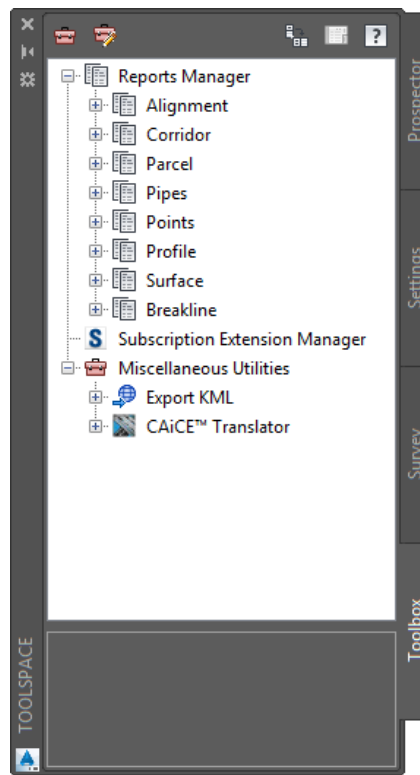 Reports Manager
Alignment
Corridor
Parcel
Pipes
Points
Profile
Surface
Breakline
S Subscription Extension Manager
Miscellaneous Utilities
Export KML
CAiCE™ Translator
?
Prospector
Settings
Survey
Toolbox
TOOLSPACE